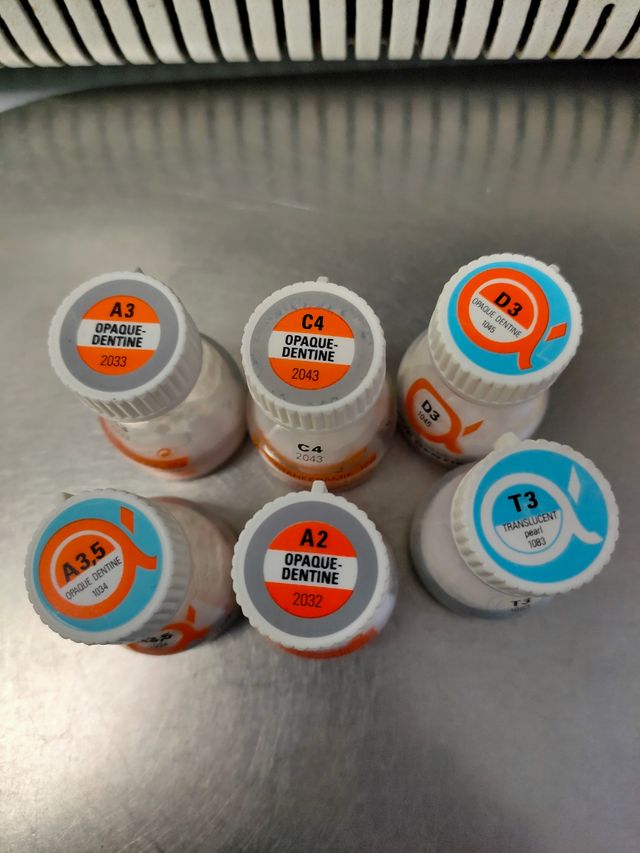 A3
OPAQUE-
DENTINE
2033
C4
OPAQUE-
DENTINE
2043
C4
2043
D3
OPAQUE DENTINE
1045
D3
1045
A3,5
OPAQUE DENTINE
1034
A2
OPAQUE-
DENTINE
2032
T3
TRANSLUCENT
pearl
1083
T3